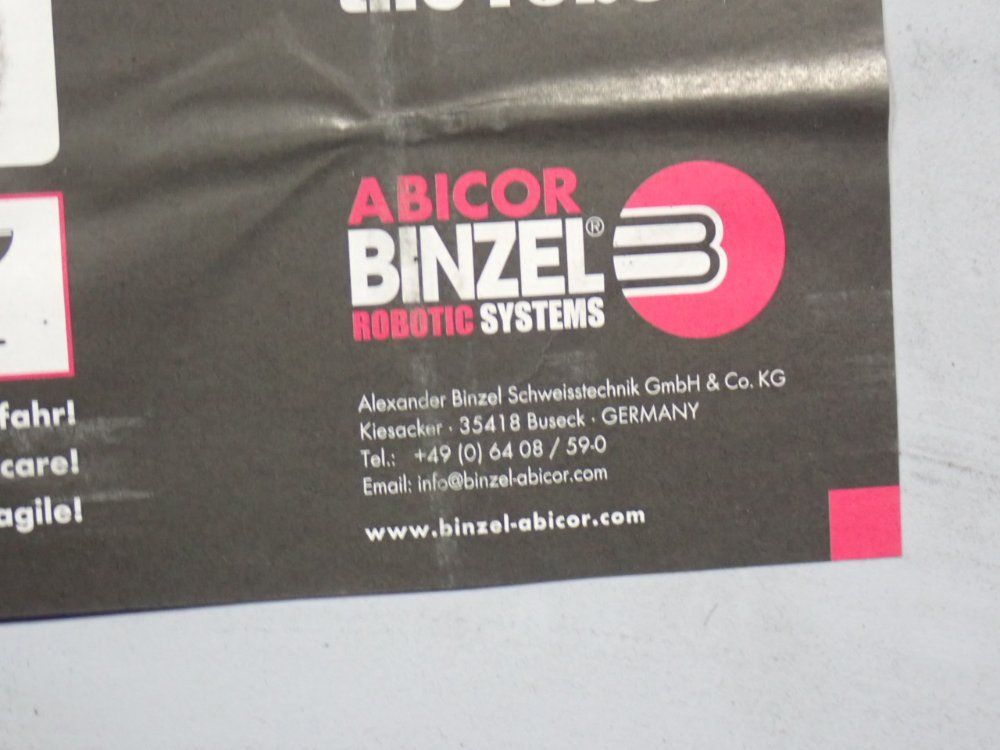 ABICOR
BINZEL®
ROBOTIC SYSTEMS
Alexander Binzel Schweisstechnik GmbH & Co. KG
Kiesacker · 35418 Buseck · GERMANY
Tel.: +49 (0) 64 08 / 59-0
Email: info@binzel-abicor.com
www.binzel-abicor.com
fahr!
care!
agile!